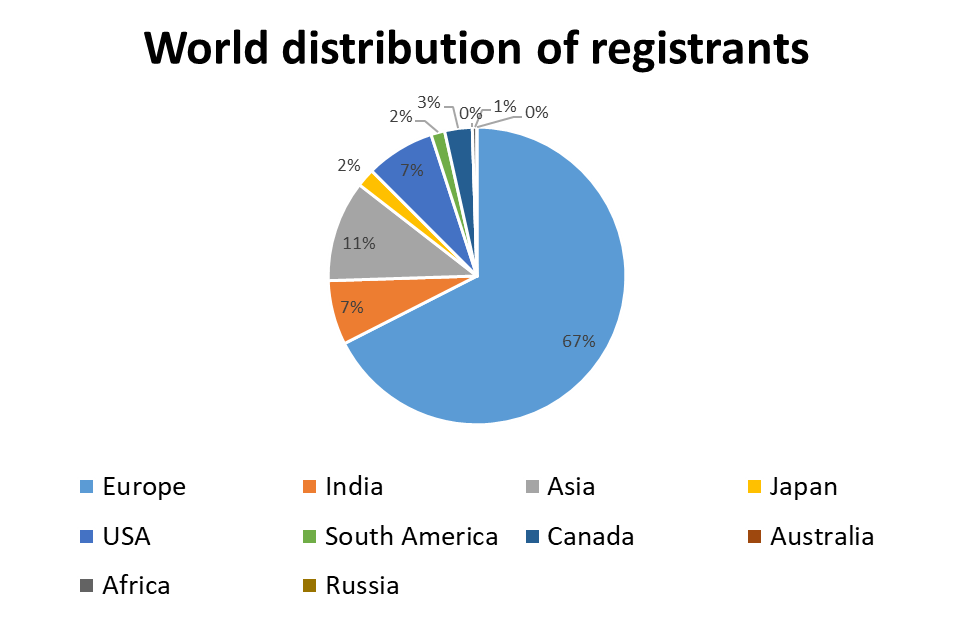 World distribution of registrants
3%
0%
1%
0%
2%
2%
7%
11%
7%
67%
Europe India Asia Japan
USA South America Canada Australia
Africa Russia